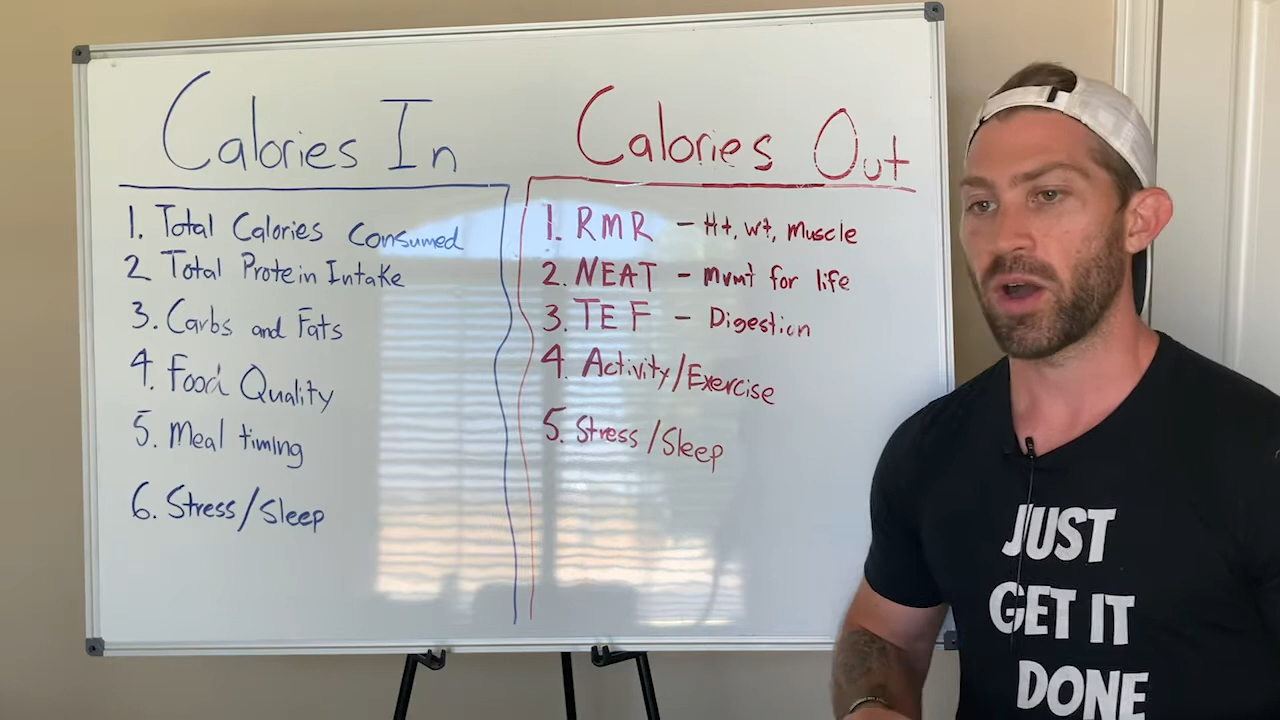 Calories In
1. Total Calories Consumed
2 Total Protein Intake
3. Carbs and Fats
4. Food Quality
5. Meal timing
6. Stress/Sleep
Calories Out
1. RMR - Ht, wt, Muscle
2. NEAT - mvmt for life
3. TEF - Digestion
4. Activity/Exercise
5. Stress/Sleep
JUST
GET IT
DONE